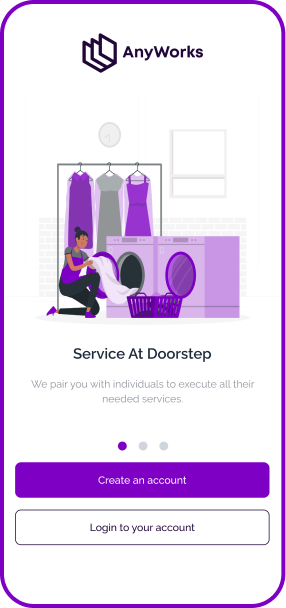 AnyWorks
Service At Doorstep
We pair you with individuals to execute all their
needed services.
Create an account
Login to your account